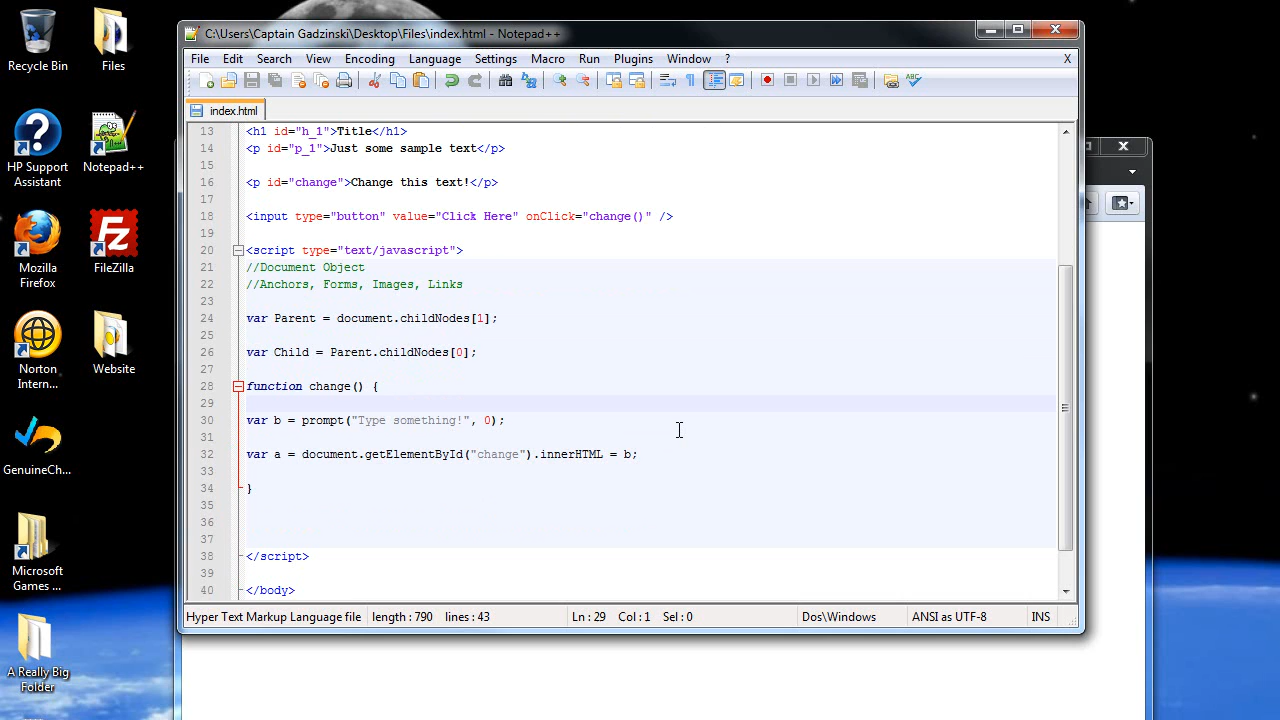 Recycle Bin
Files
HP Support
Assistant
Notepad++
Mozilla
Firefox
FileZilla
Norton
Intern...
Website
GenuineCh...
Microsoft
Games ...
A Really Big
Folder
C:\Users\Captain Gadzinski\Desktop\Files\index.html - Notepad++
File Edit Search View Encoding Language Settings Macro Run Plugins Window ? X
index.html
13 <h1 id="h_1">Title</h1>
14 <p id="p_1">Just some sample text</p>
15
16 <p id="change">Change this text!</p>
17
18 <input type="button" value="Click Here" onClick="change()" />
19
20 <script type="text/javascript">
21 //Document Object
22 //Anchors, Forms, Images, Links
23
24 var Parent = document.childNodes[1];
25
26 var Child = Parent.childNodes[0];
27
28 function change() {
29
30 var b = prompt("Type something!", 0);
31
32 var a = document.getElementById("change").innerHTML = b;
33
34 }
35
36
37
38 </script>
39
40 </body>
Hyper Text Markup Language file length : 790 lines : 43 Ln : 29 Col : 1 Sel : 0 Dos\Windows ANSI as UTF-8 INS